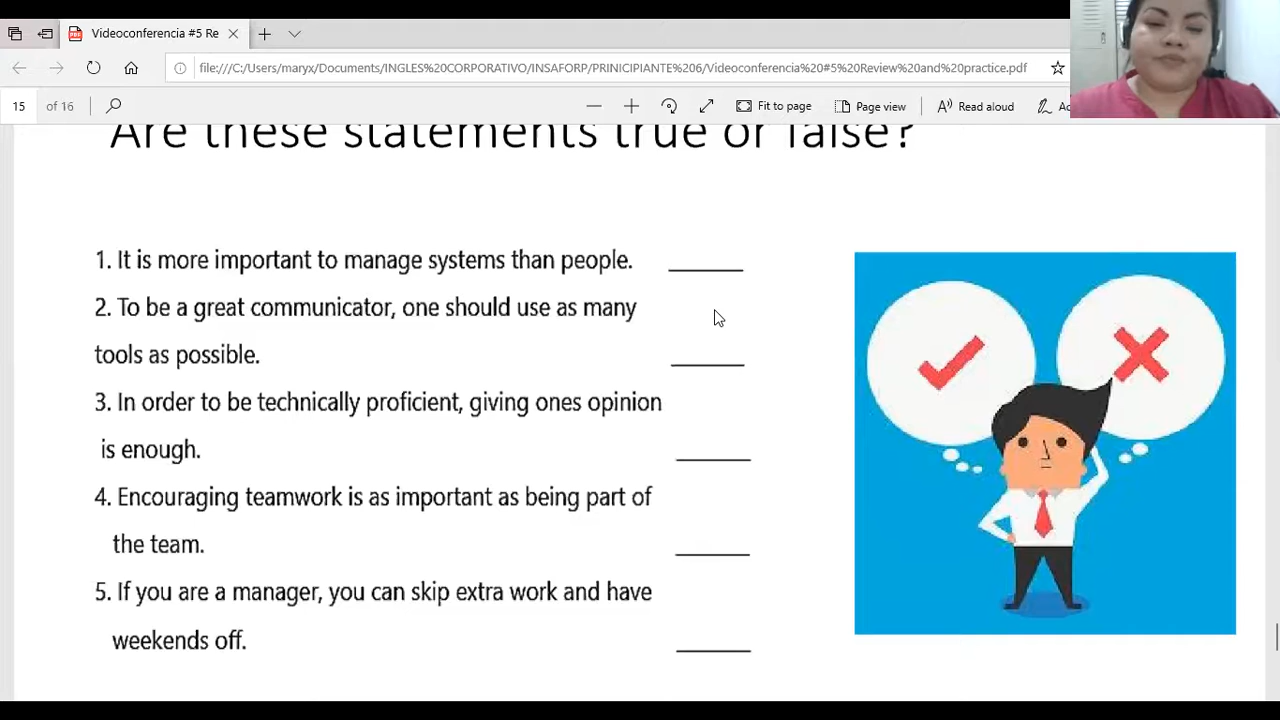 Videoconferencia #5 Re
file:///C:/Users/maryx/Documents/INGLES%20CORPORATIVO/INSAFORP/PRINICIPIANTE%206/Videoconferencia%20#5%20Review%20and%20practice.pdf
15 of 16
Fit to page
Page view
Read aloud
Are these statements true or false?
1. It is more important to manage systems than people. ______
2. To be a great communicator, one should use as many
tools as possible. ______
3. In order to be technically proficient, giving ones opinion
is enough. ______
4. Encouraging teamwork is as important as being part of
the team. ______
5. If you are a manager, you can skip extra work and have
weekends off. ______